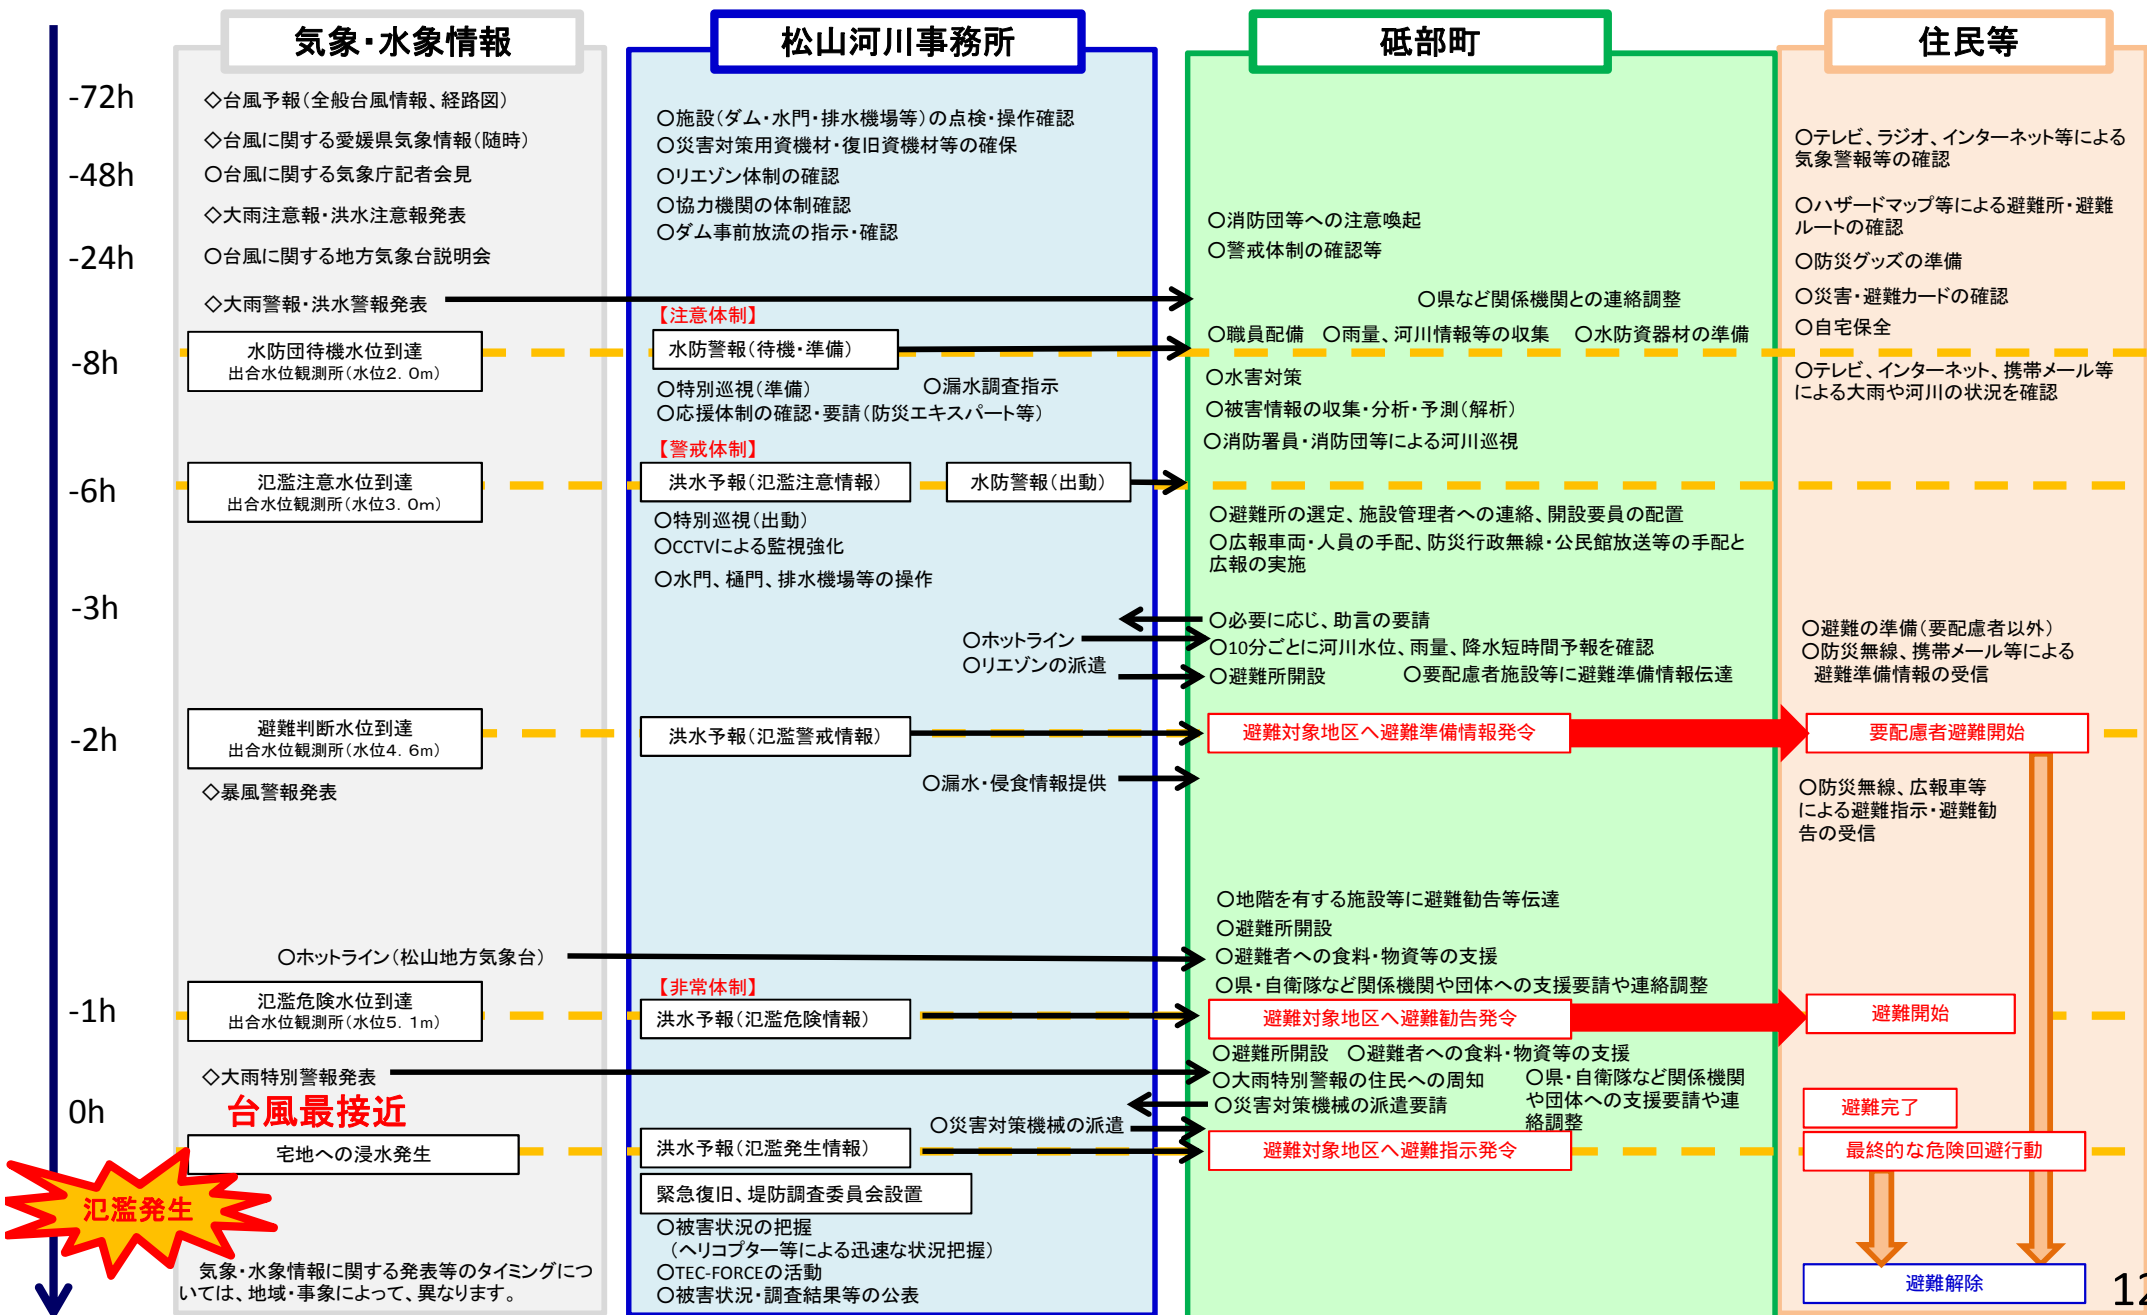 気象・水象情報
松山河川事務所
砥部町
住民等
-72h
-48h
-24h
-8h
-6h
-3h
-2h
-1h
0h
◇台風予報(全般台風情報、経路図)
◇台風に関する愛媛県気象情報(随時)
○台風に関する気象庁記者会見
◇大雨注意報・洪水注意報発表
○台風に関する地方気象台説明会
◇大雨警報・洪水警報発表
水防団待機水位到達
出合水位観測所(水位2.0m)
氾濫注意水位到達
出合水位観測所(水位3.0m)
避難判断水位到達
出合水位観測所(水位4.6m)
◇暴風警報発表
○ホットライン(松山地方気象台)
氾濫危険水位到達
出合水位観測所(水位5.1m)
◇大雨特別警報発表
台風最接近
宅地への浸水発生
氾濫発生
気象・水象情報に関する発表等のタイミングにつ
いては、地域・事象によって、異なります。
○施設(ダム・水門・排水機場等)の点検・操作確認
○災害対策用資機材・復旧資機材等の確保
○リエゾン体制の確認
○協力機関の体制確認
○ダム事前放流の指示・確認
【注意体制】
水防警報(待機・準備)
○特別巡視(準備)
○漏水調査指示
○応援体制の確認・要請(防災エキスパート等)
【警戒体制】
洪水予報(氾濫注意情報)
水防警報(出動)
○特別巡視(出動)
○CCTVによる監視強化
○水門、樋門、排水機場等の操作
○ホットライン
○リエゾンの派遣
洪水予報(氾濫警戒情報)
○漏水・侵食情報提供
【非常体制】
洪水予報(氾濫危険情報)
○災害対策機械の派遣
洪水予報(氾濫発生情報)
緊急復旧、堤防調査委員会設置
○被害状況の把握
(ヘリコプター等による迅速な状況把握)
○TEC-FORCEの活動
○被害状況・調査結果等の公表
○消防団等への注意喚起
○警戒体制の確認等
○県など関係機関との連絡調整
○職員配備 ○雨量、河川情報等の収集 ○水防資器材の準備
○水害対策
○被害情報の収集・分析・予測(解析)
○消防署員・消防団等による河川巡視
○避難所の選定、施設管理者への連絡、開設要員の配置
○広報車両・人員の手配、防災行政無線・公民館放送等の手配と
広報の実施
○必要に応じ、助言の要請
○10分ごとに河川水位、雨量、降水短時間予報を確認
○避難所開設 ○要配慮者施設等に避難準備情報伝達
避難対象地区へ避難準備情報発令
○地階を有する施設等に避難勧告等伝達
○避難所開設
○避難者への食料・物資等の支援
○県・自衛隊など関係機関や団体への支援要請や連絡調整
避難対象地区へ避難勧告発令
○避難所開設 ○避難者への食料・物資等の支援
○大雨特別警報の住民への周知
○災害対策機械の派遣要請
○県・自衛隊など関係機関
や団体への支援要請や連
絡調整
避難対象地区へ避難指示発令
○テレビ、ラジオ、インターネット等による
気象警報等の確認
○ハザードマップ等による避難所・避難
ルートの確認
○防災グッズの準備
○災害・避難カードの確認
○自宅保全
○テレビ、インターネット、携帯メール等
による大雨や河川の状況を確認
○避難の準備(要配慮者以外)
○防災無線、携帯メール等による
避難準備情報の受信
要配慮者避難開始
○防災無線、広報車等
による避難指示・避難勧
告の受信
避難開始
避難完了
最終的な危険回避行動
避難解除
12